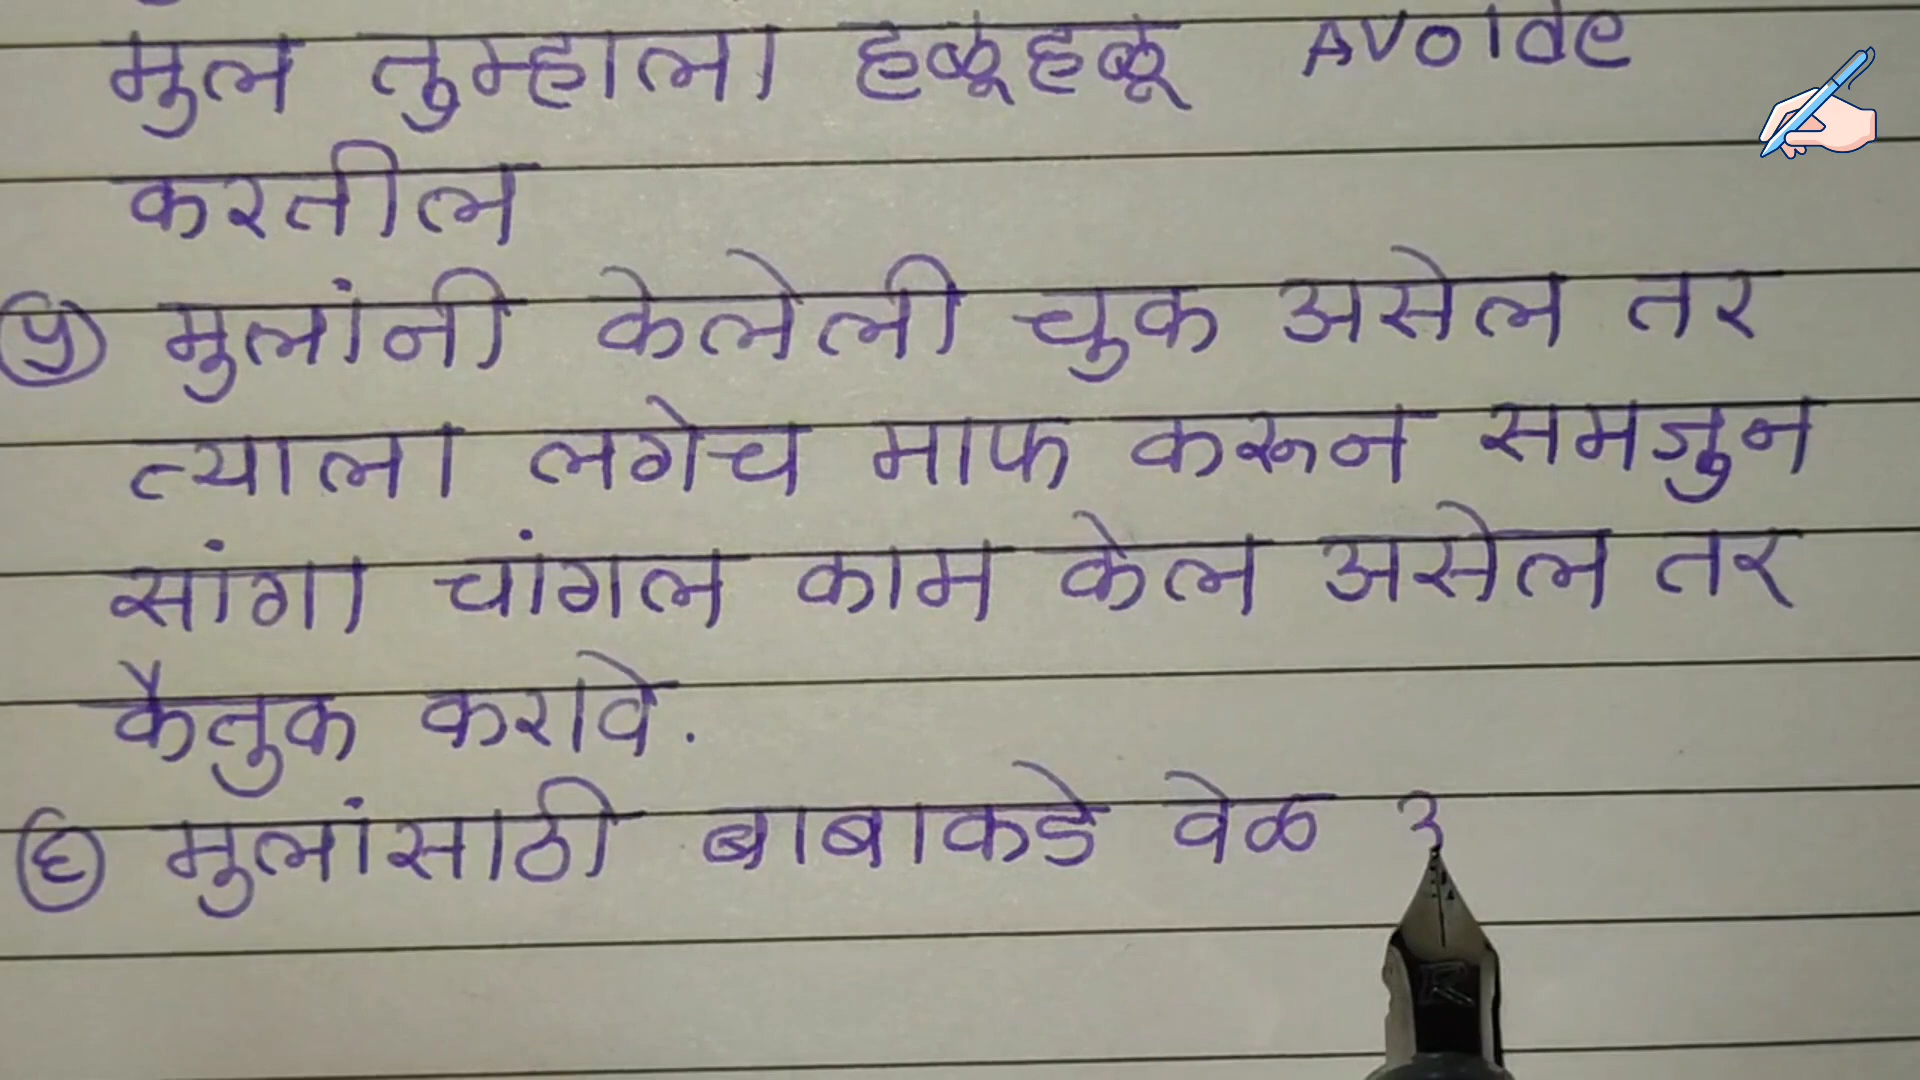 मुल तुम्हाला हळूहळू Avoide
करतील
५ मुलांनी केलेली चुक असेल तर
त्याला लगेच माफ करून समजुन
सांगा चांगल काम केल असेल तर
कैतुक करावे.
६ मुलांसाठी बाबाकडे वेळ